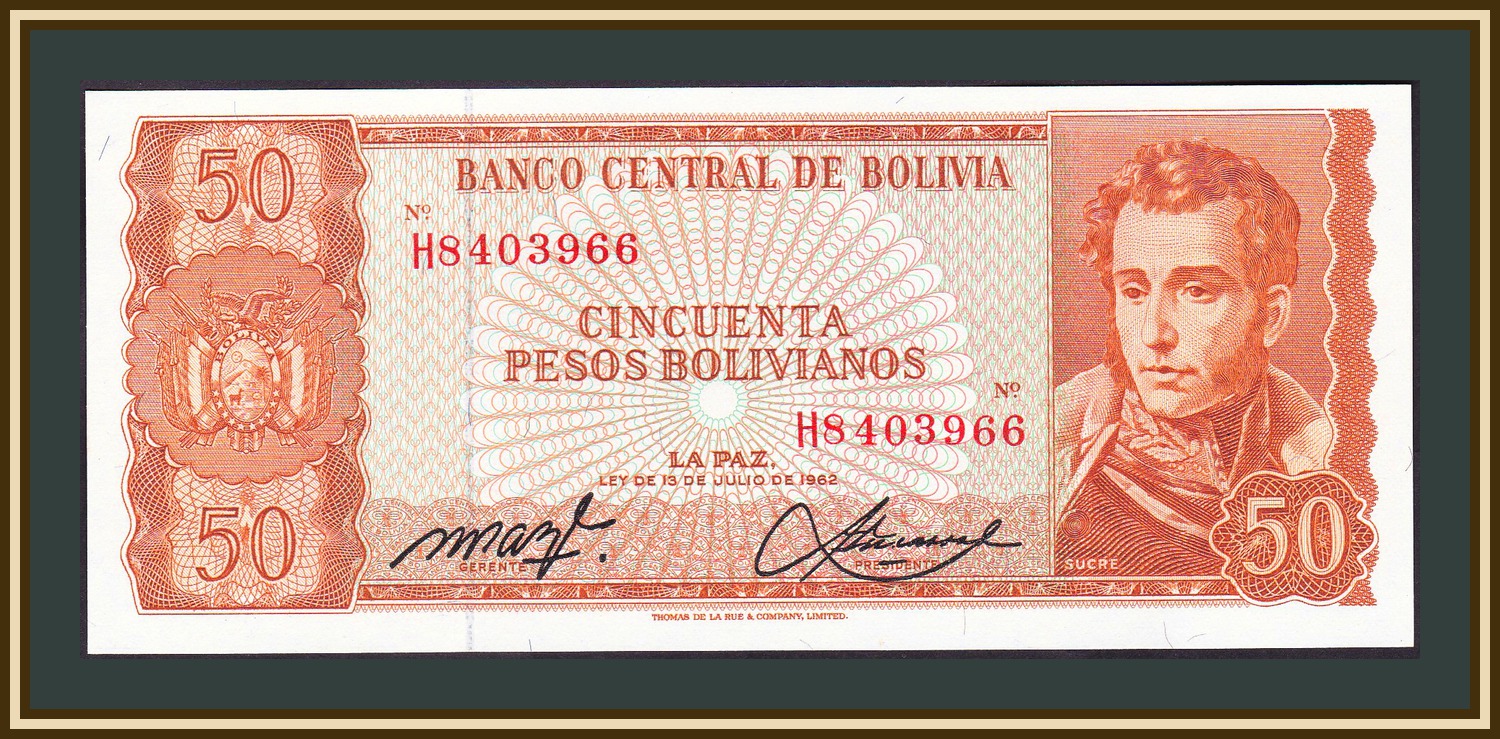 50
BANCO CENTRAL DE BOLIVIA
Nº
H8403966
BOLIVIA
CINCUENTA
PESOS BOLIVIANOS
Nº
H8403966
LA PAZ,
LEY DE 13 DE JULIO DE 1962
50
GERENTE
PRESIDENTE
SUCRE
50
THOMAS DE LA RUE & COMPANY, LIMITED.